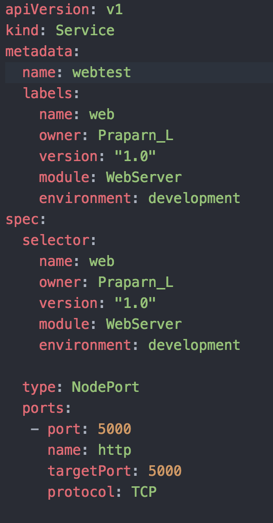 apiVersion: v1
kind: Service
metadata:
  name: webtest
  labels:
    name: web
    owner: Praparn_L
    version: "1.0"
    module: WebServer
    environment: development
spec:
  selector:
    name: web
    owner: Praparn_L
    version: "1.0"
    module: WebServer
    environment: development

  type: NodePort
  ports:
   - port: 5000
     name: http
     targetPort: 5000
     protocol: TCP